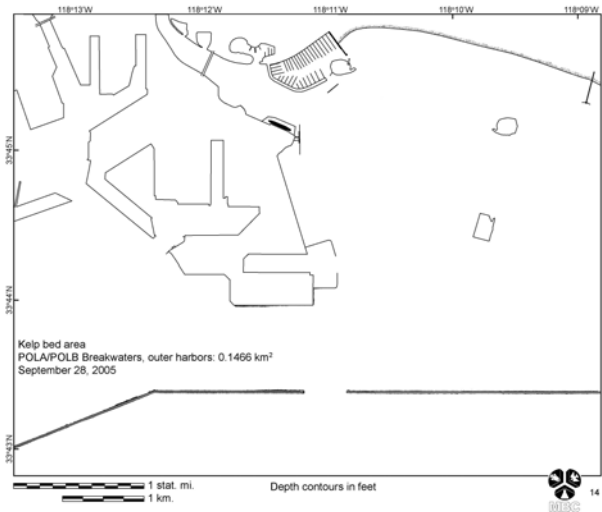 118°13'W 118°12'W 118°11'W 118°10'W 118°09'W
33°45'N
33°44'N
Kelp bed area
POLA/POLB Breakwaters, outer harbors: 0.1466 km²
September 28, 2005
33°43'N
1 stat. mi.
1 km.
Depth contours in feet
MBC
14